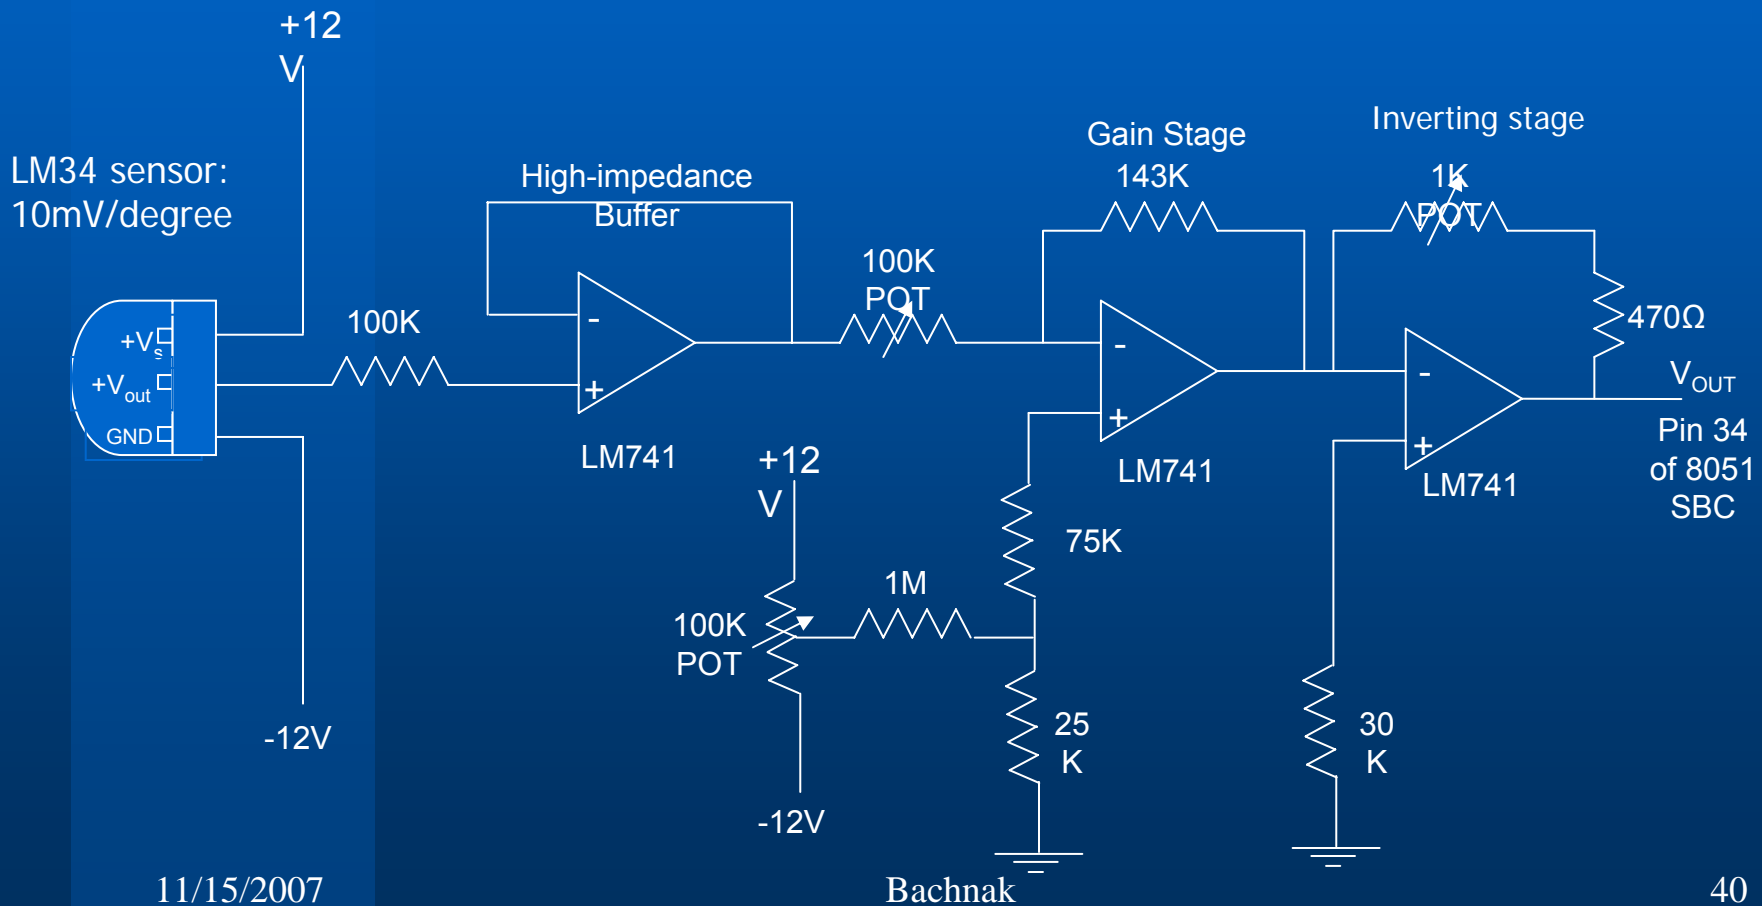 +12
V
LM34 sensor:
10mV/degree
+Vs
+Vout
GND
-12V
100K
High-impedance
Buffer
-
+
LM741
100K
POT
Gain Stage
143K
-
+
LM741
+12
V
100K
POT
-12V
1M
75K
25
K
Inverting stage
1K
POT
470Ω
-
+
LM741
30
K
VOUT
Pin 34
of 8051
SBC
11/15/2007
Bachnak
40